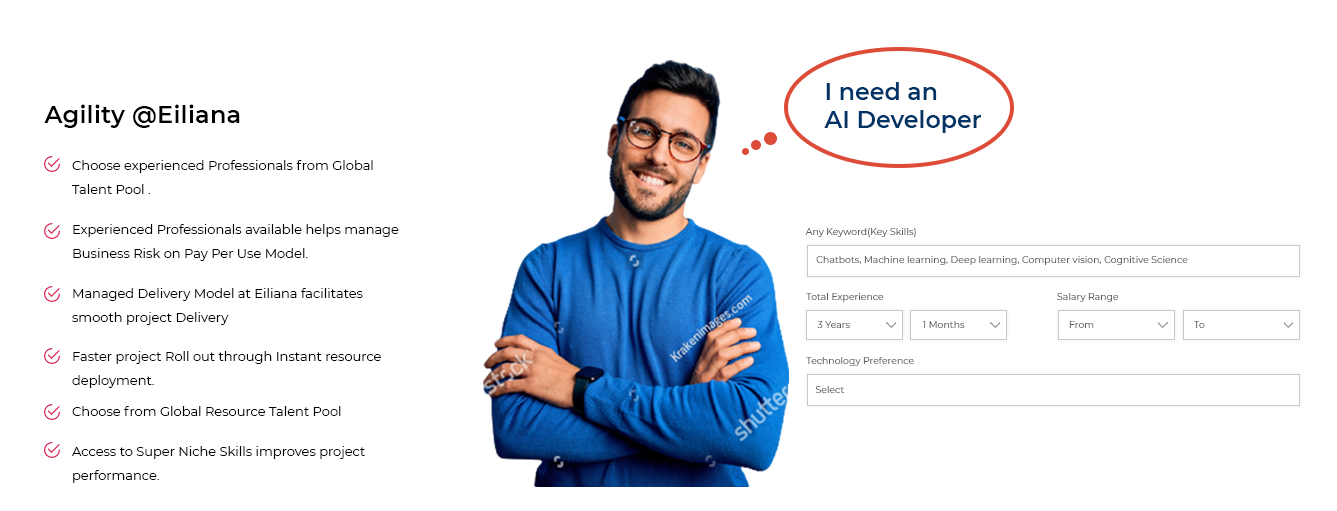 Agility @Eiliana
Choose experienced Professionals from Global
Talent Pool .
Experienced Professionals available helps manage
Business Risk on Pay Per Use Model.
Managed Delivery Model at Eiliana facilitates
smooth project Delivery
Faster project Roll out through Instant resource
deployment.
Choose from Global Resource Talent Pool
Access to Super Niche Skills improves project
performance.
Krakenimages.com
stock
shutter
I need an
AI Developer
Any Keyword(Key Skills)
Chatbots, Machine learning, Deep learning, Computer vision, Cognitive Science
Total Experience
Salary Range
3 Years
1 Months
From
To
Technology Preference
Select